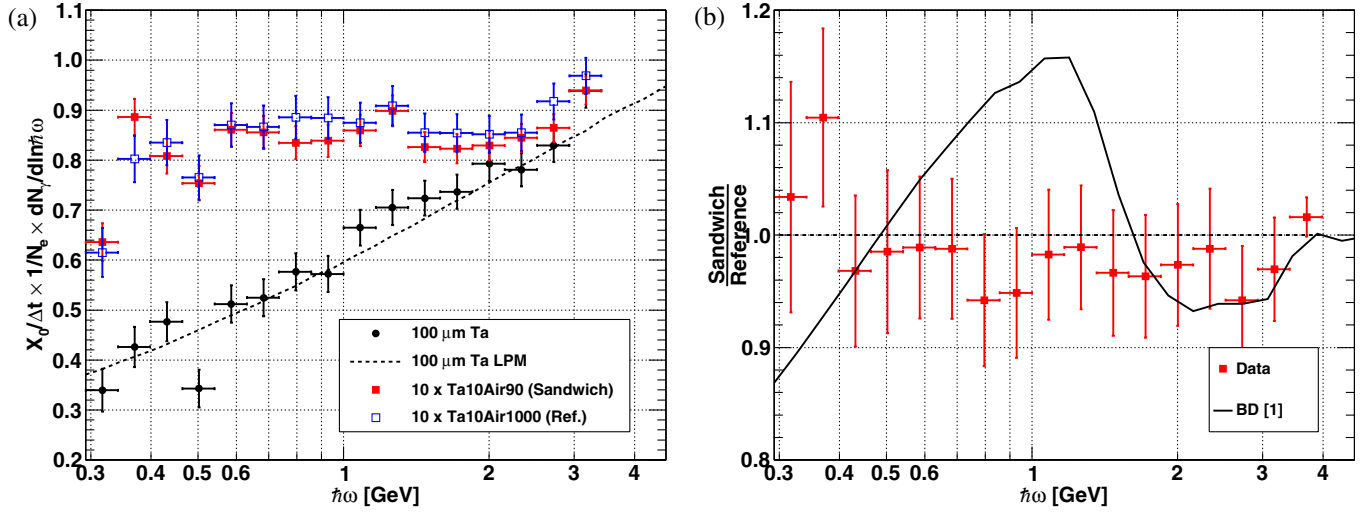 (a)
X₀/Δt × 1/Nₑ × dNᵧ/dlnℏω
1.1
1.0
0.9
0.8
0.7
0.6
0.5
0.4
0.3
0.2
100 μm Ta
100 μm Ta LPM
10 x Ta10Air90 (Sandwich)
10 x Ta10Air1000 (Ref.)
0.3 0.4 0.5 0.6 1 2 3 4
ℏω [GeV]
(b)
Sandwich
Reference
1.2
1.1
1.0
0.9
0.8
Data
BD [1]
0.3 0.4 0.5 0.6 1 2 3 4
ℏω [GeV]